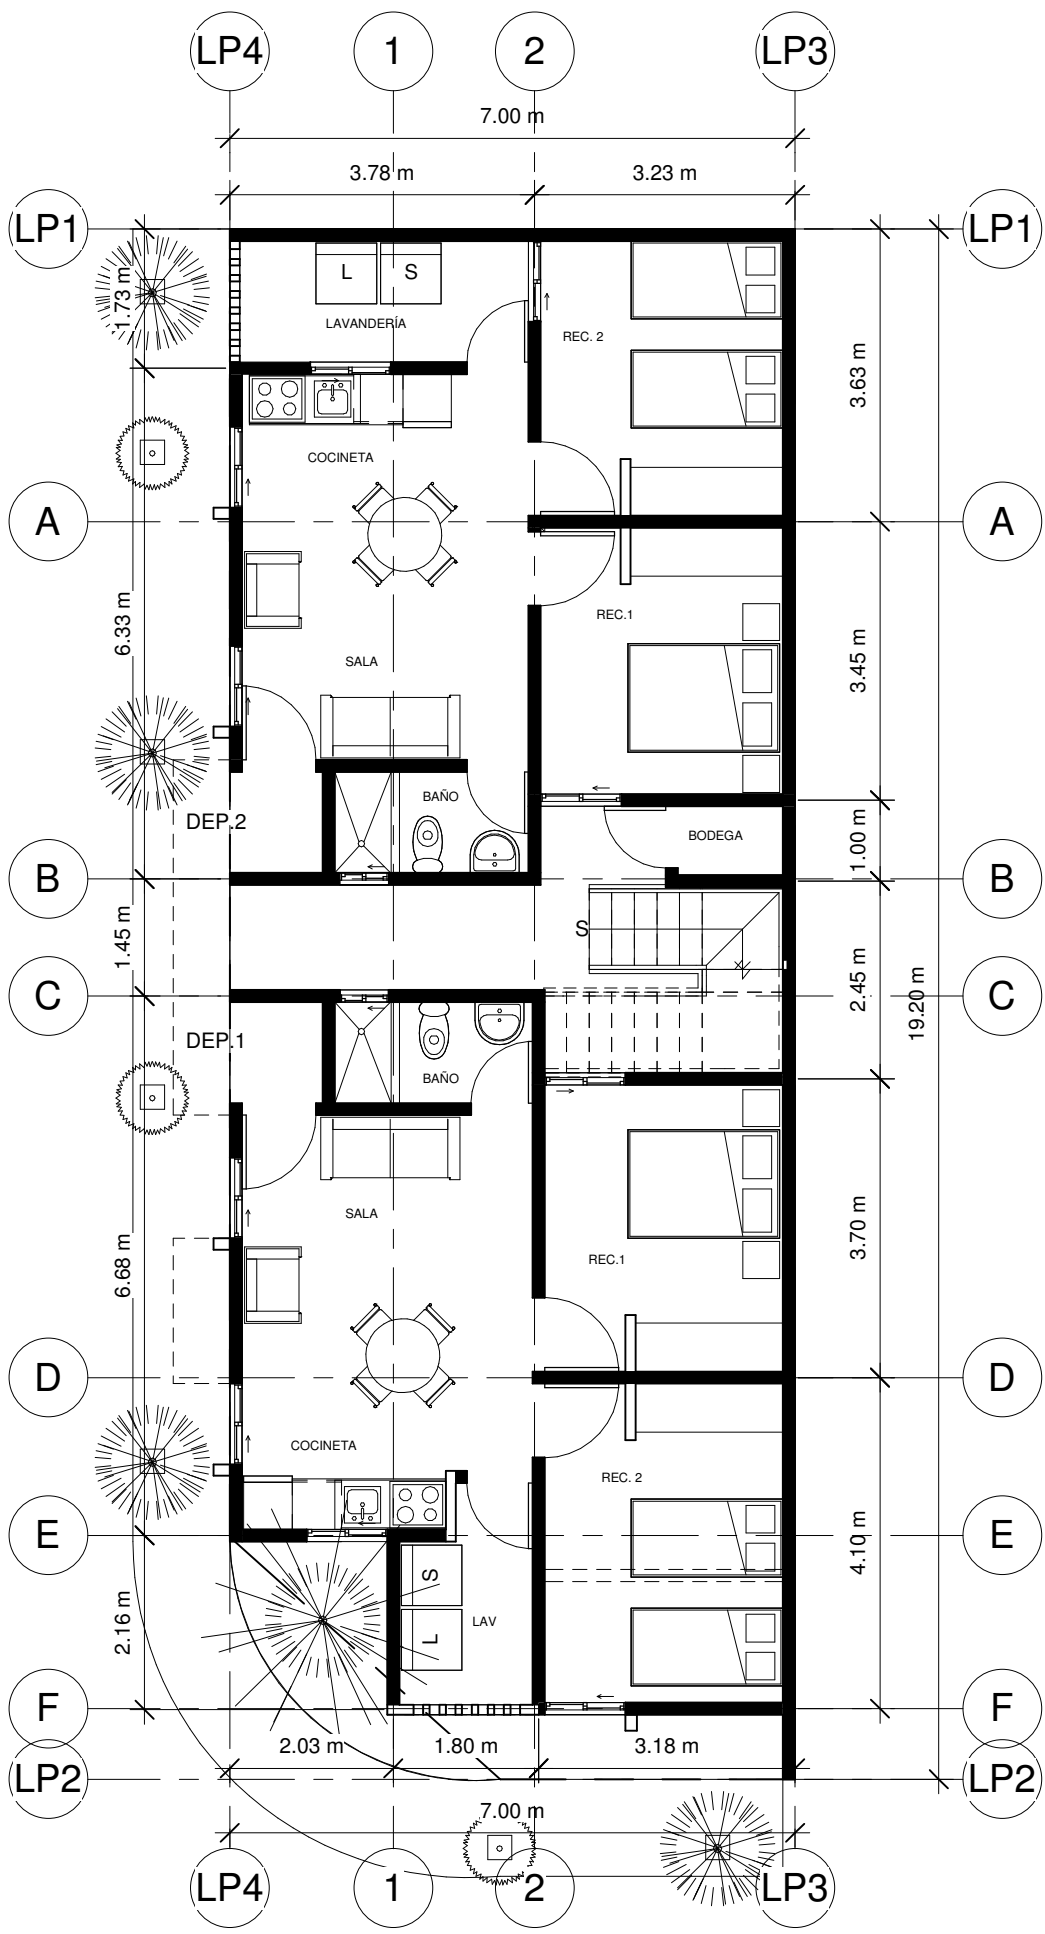 LP4 1 2 LP3
7.00 m
3.78 m 3.23 m
LP1 LP1
1.73 m
L S
LAVANDERÍA
REC. 2
3.63 m
COCINETA
A A
6.33 m
REC.1
3.45 m
SALA
BAÑO
DEP.2
BODEGA
1.00 m
B B
1.45 m
S
2.45 m
19.20 m
C C
DEP.1
BAÑO
SALA
REC.1
3.70 m
6.68 m
D D
COCINETA
REC. 2
E E
4.10 m
S
L
LAV
2.16 m
F F
2.03 m 1.80 m 3.18 m
LP2 LP2
7.00 m
LP4 1 2 LP3